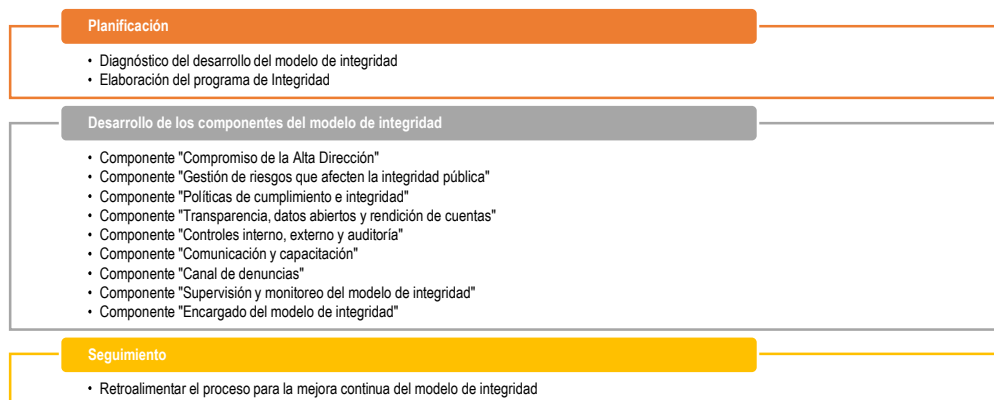 Planificación
• Diagnóstico del desarrollo del modelo de integridad
• Elaboración del programa de Integridad
Desarrollo de los componentes del modelo de integridad
• Componente "Compromiso de la Alta Dirección"
• Componente "Gestión de riesgos que afecten la integridad pública"
• Componente "Políticas de cumplimiento e integridad"
• Componente "Transparencia, datos abiertos y rendición de cuentas"
• Componente "Controles interno, externo y auditoría"
• Componente "Comunicación y capacitación"
• Componente "Canal de denuncias"
• Componente "Supervisión y monitoreo del modelo de integridad"
• Componente "Encargado del modelo de integridad"
Seguimiento
• Retroalimentar el proceso para la mejora continua del modelo de integridad